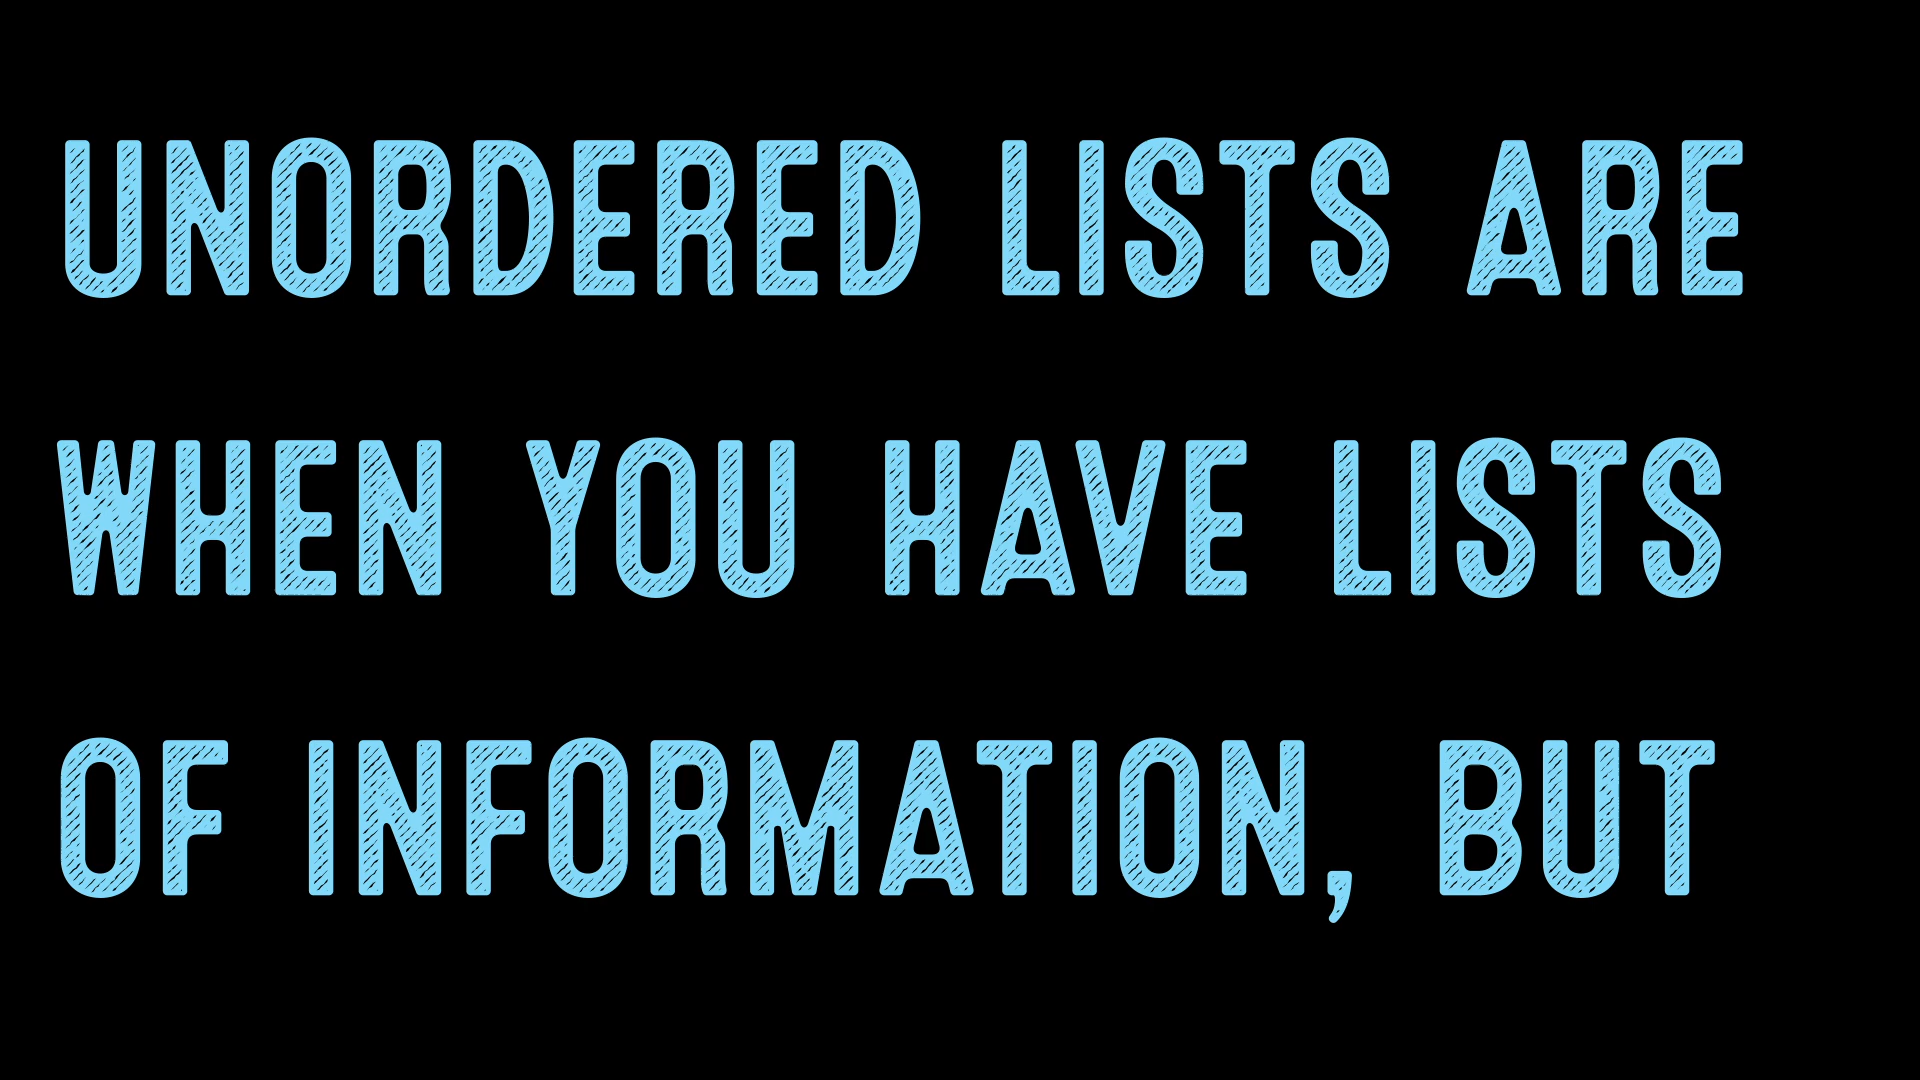 UNORDERED LISTS ARE
WHEN YOU HAVE LISTS
OF INFORMATION, BUT